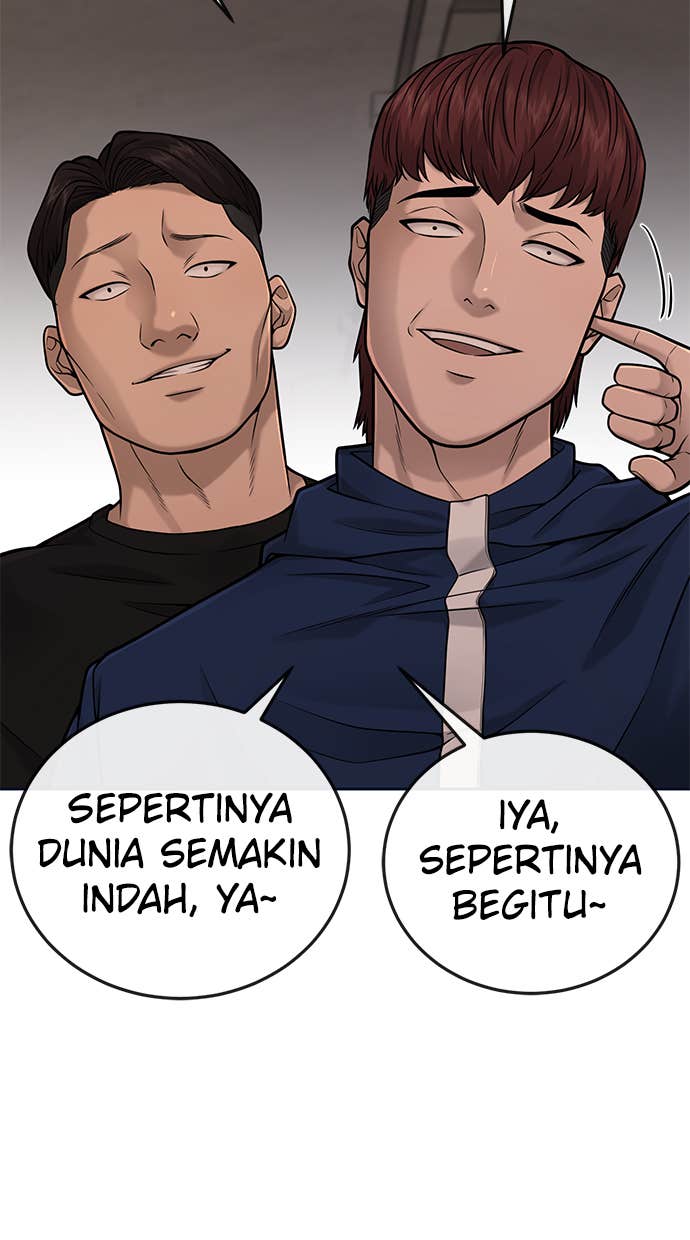 SEPERTINYA
DUNIA SEMAKIN
INDAH, YA~
IYA,
SEPERTINYA
BEGITU~